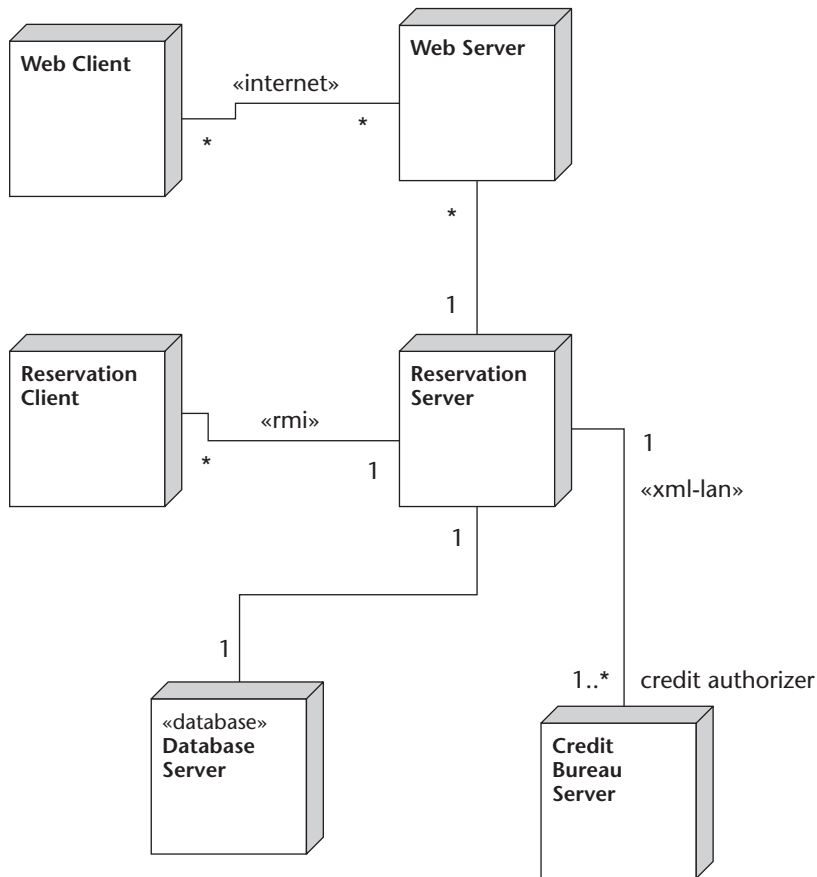 Web Client
«internet»
*
*
Web Server
*
1
Reservation
Client
«rmi»
*
1
Reservation
Server
1
«xml-lan»
1
1
1..*
credit authorizer
«database»
Database
Server
Credit
Bureau
Server